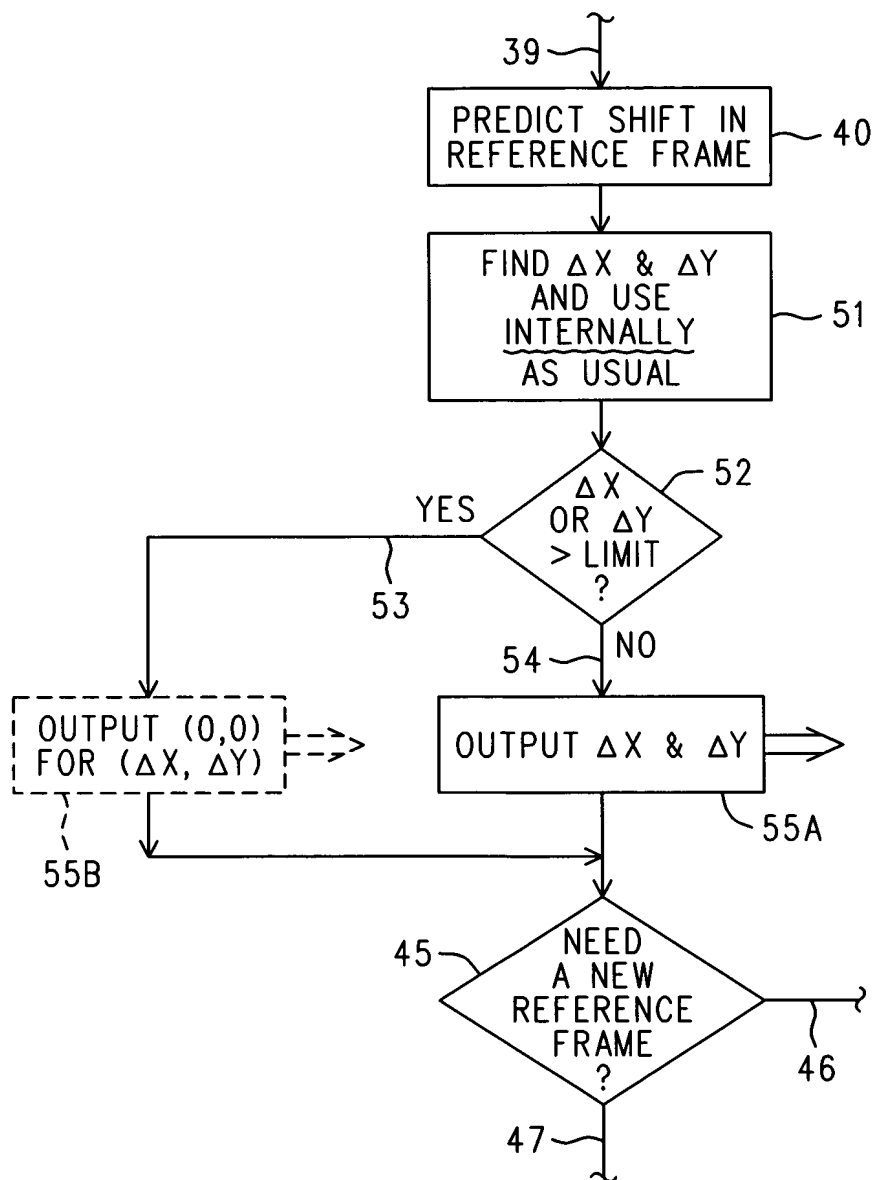 39
PREDICT SHIFT IN
REFERENCE FRAME
40
FIND ΔX & ΔY
AND USE
INTERNALLY
AS USUAL
51
ΔX
OR ΔY
> LIMIT
?
52
YES
53
54
NO
OUTPUT (0,0)
FOR (ΔX, ΔY)
55B
OUTPUT ΔX & ΔY
55A
45
NEED
A NEW
REFERENCE
FRAME
?
46
47